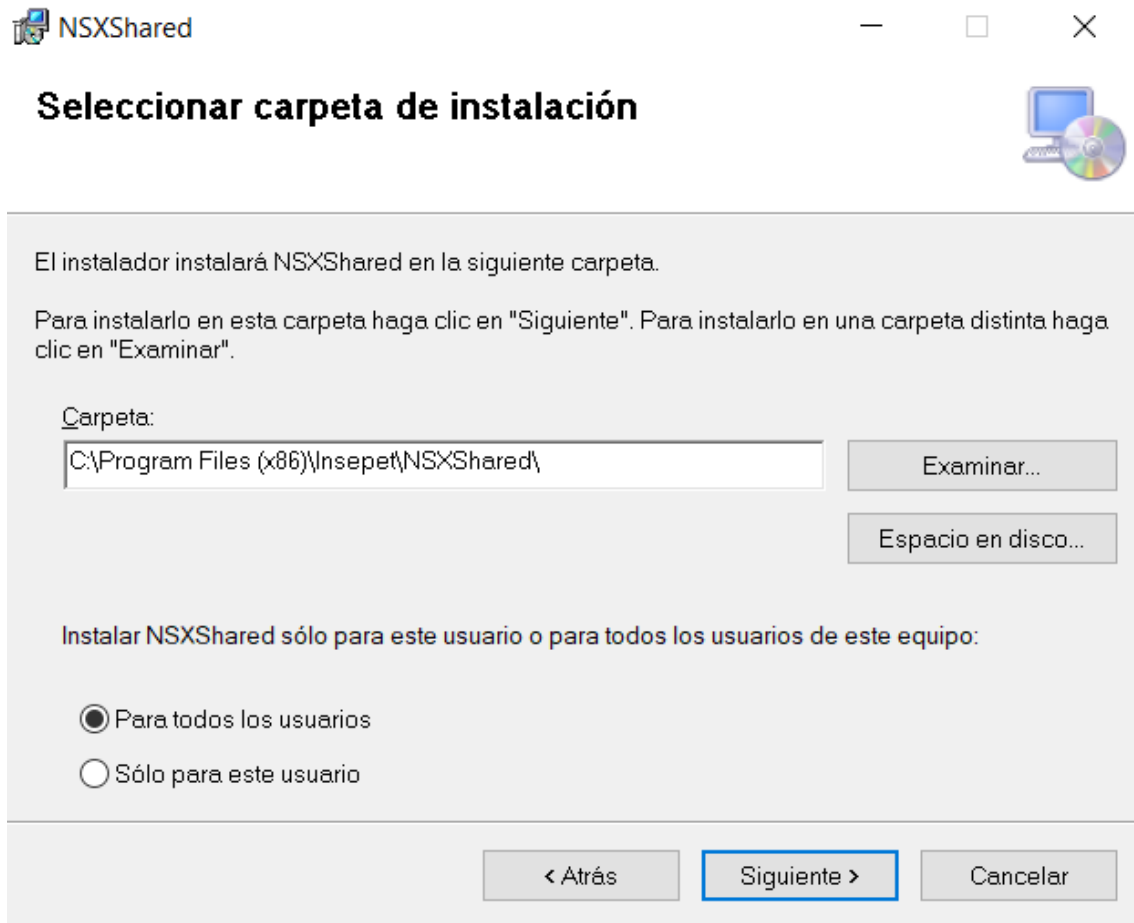 NSXShared
Seleccionar carpeta de instalación
El instalador instalará NSXShared en la siguiente carpeta.
Para instalarlo en esta carpeta haga clic en "Siguiente". Para instalarlo en una carpeta distinta haga
clic en "Examinar".
Carpeta:
C:\Program Files (x86)\Insepet\NSXShared\
Examinar...
Espacio en disco...
Instalar NSXShared sólo para este usuario o para todos los usuarios de este equipo:
Para todos los usuarios
Sólo para este usuario
< Atrás
Siguiente >
Cancelar